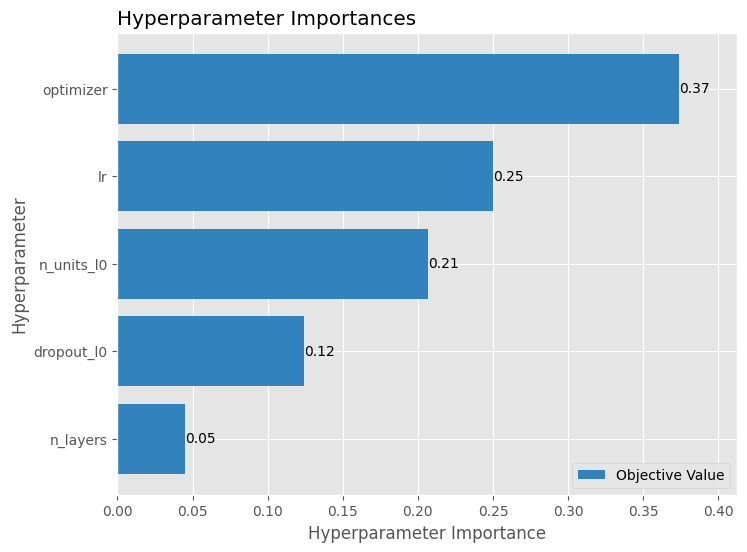 Hyperparameter Importances
Hyperparameter
optimizer
0.37
lr
0.25
n_units_l0
0.21
dropout_l0
0.12
n_layers
0.05
Objective Value
0.00 0.05 0.10 0.15 0.20 0.25 0.30 0.35 0.40
Hyperparameter Importance